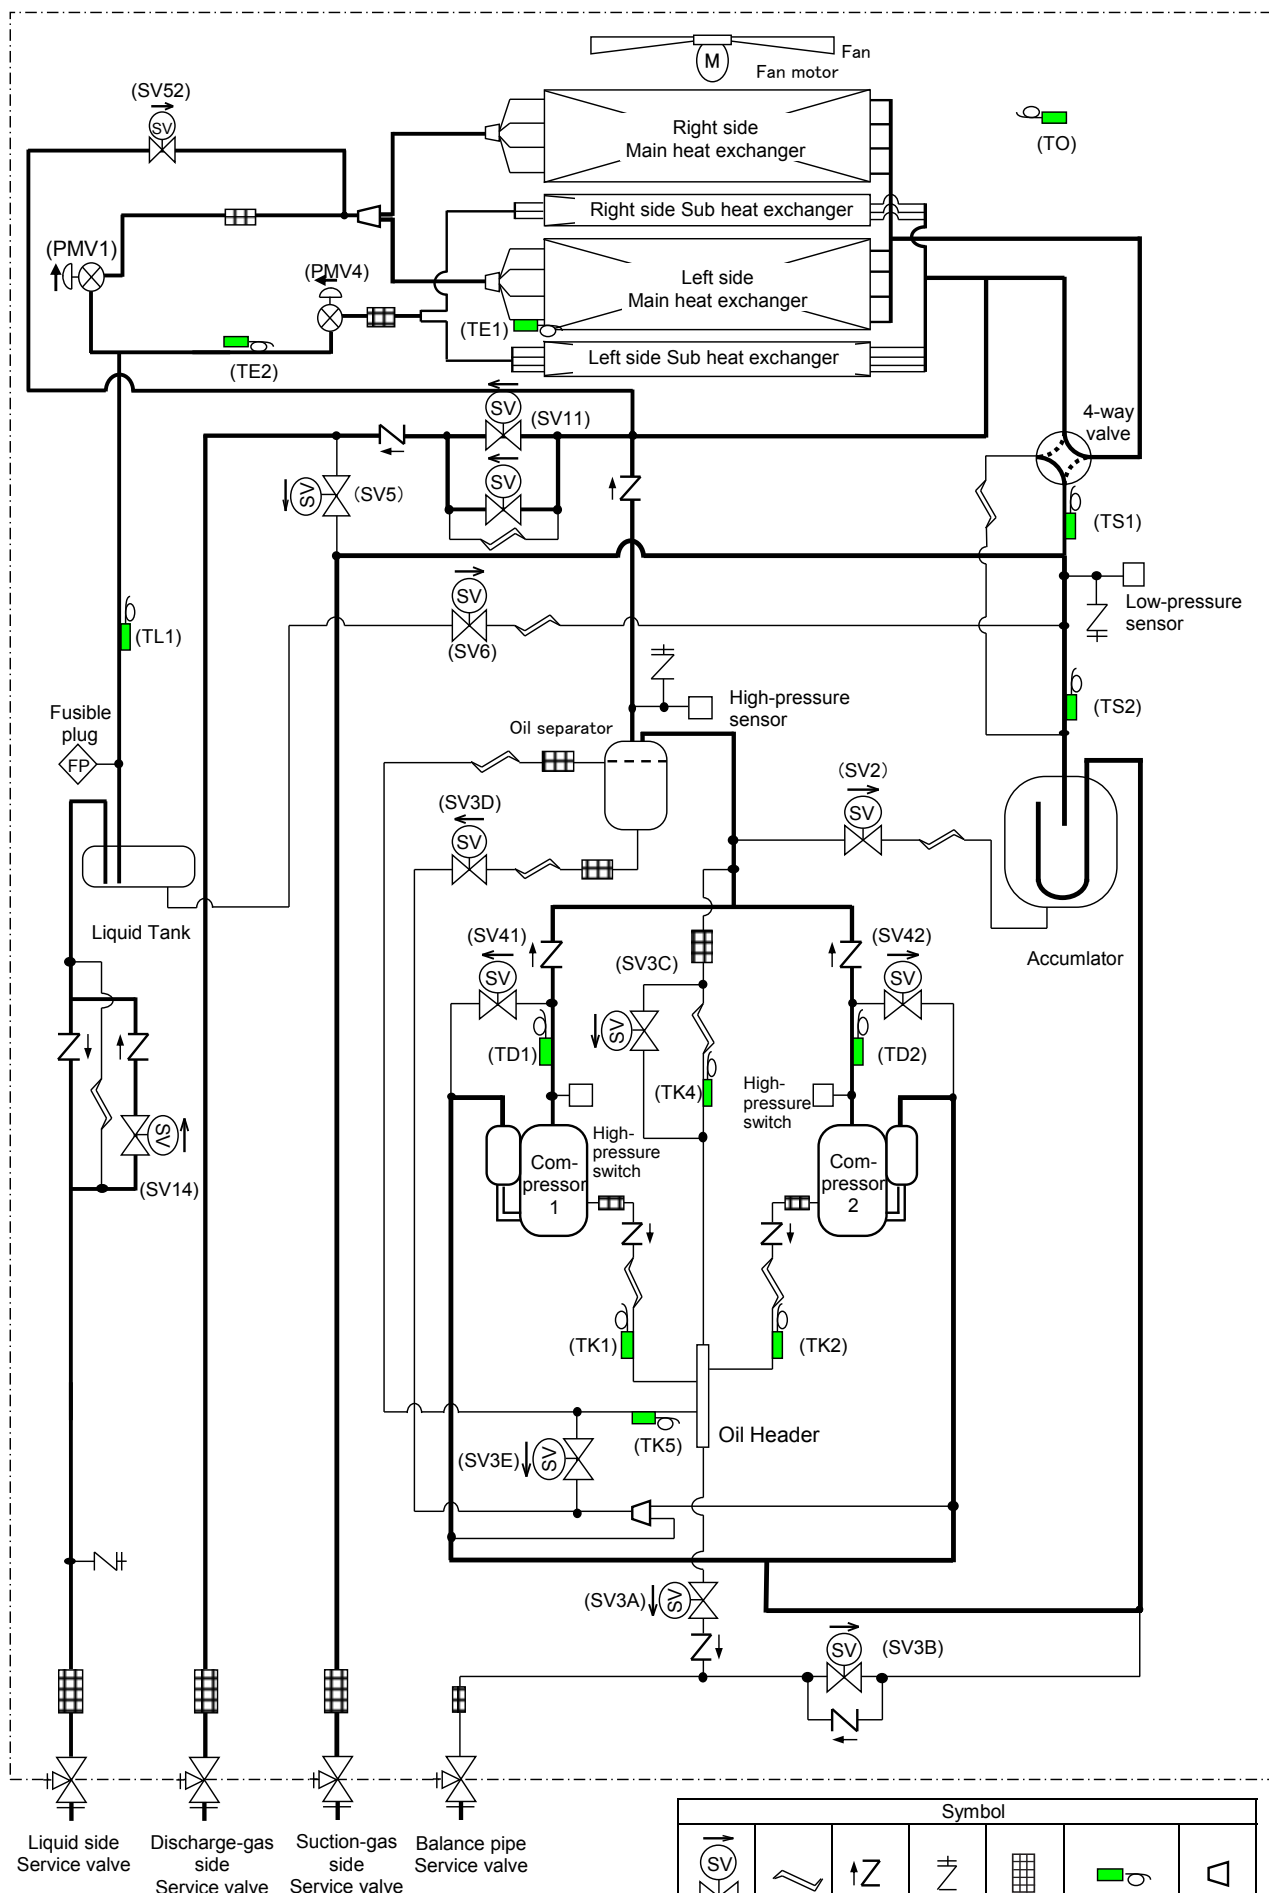 Fan
M
Fan motor
(SV52)
SV
Right side
Main heat exchanger
(TO)
Right side Sub heat exchanger
(PMV1)
(PMV4)
Left side
Main heat exchanger
(TE1)
(TE2)
Left side Sub heat exchanger
SV
(SV11)
4-way
valve
SV
SV
(SV5)
(TS1)
SV
Low-pressure
sensor
(TL1)
(SV6)
High-pressure
sensor
(TS2)
Fusible
plug
Oil separator
FP
(SV2)
(SV3D)
SV
SV
Liquid Tank
(SV41)
(SV42)
Accumlator
SV
(SV3C)
SV
SV
(TD1)
(TD2)
(TK4)
High-
pressure
switch
SV
High-
pressure
switch
Com-
pressor
1
Com-
pressor
2
(SV14)
(TK1)
(TK2)
Oil Header
(TK5)
(SV3E)
SV
(SV3A)
SV
(SV3B)
SV
Symbol
Liquid side
Service valve
Discharge-gas
side
Service valve
Suction-gas
side
Service valve
Balance pipe
Service valve
SV